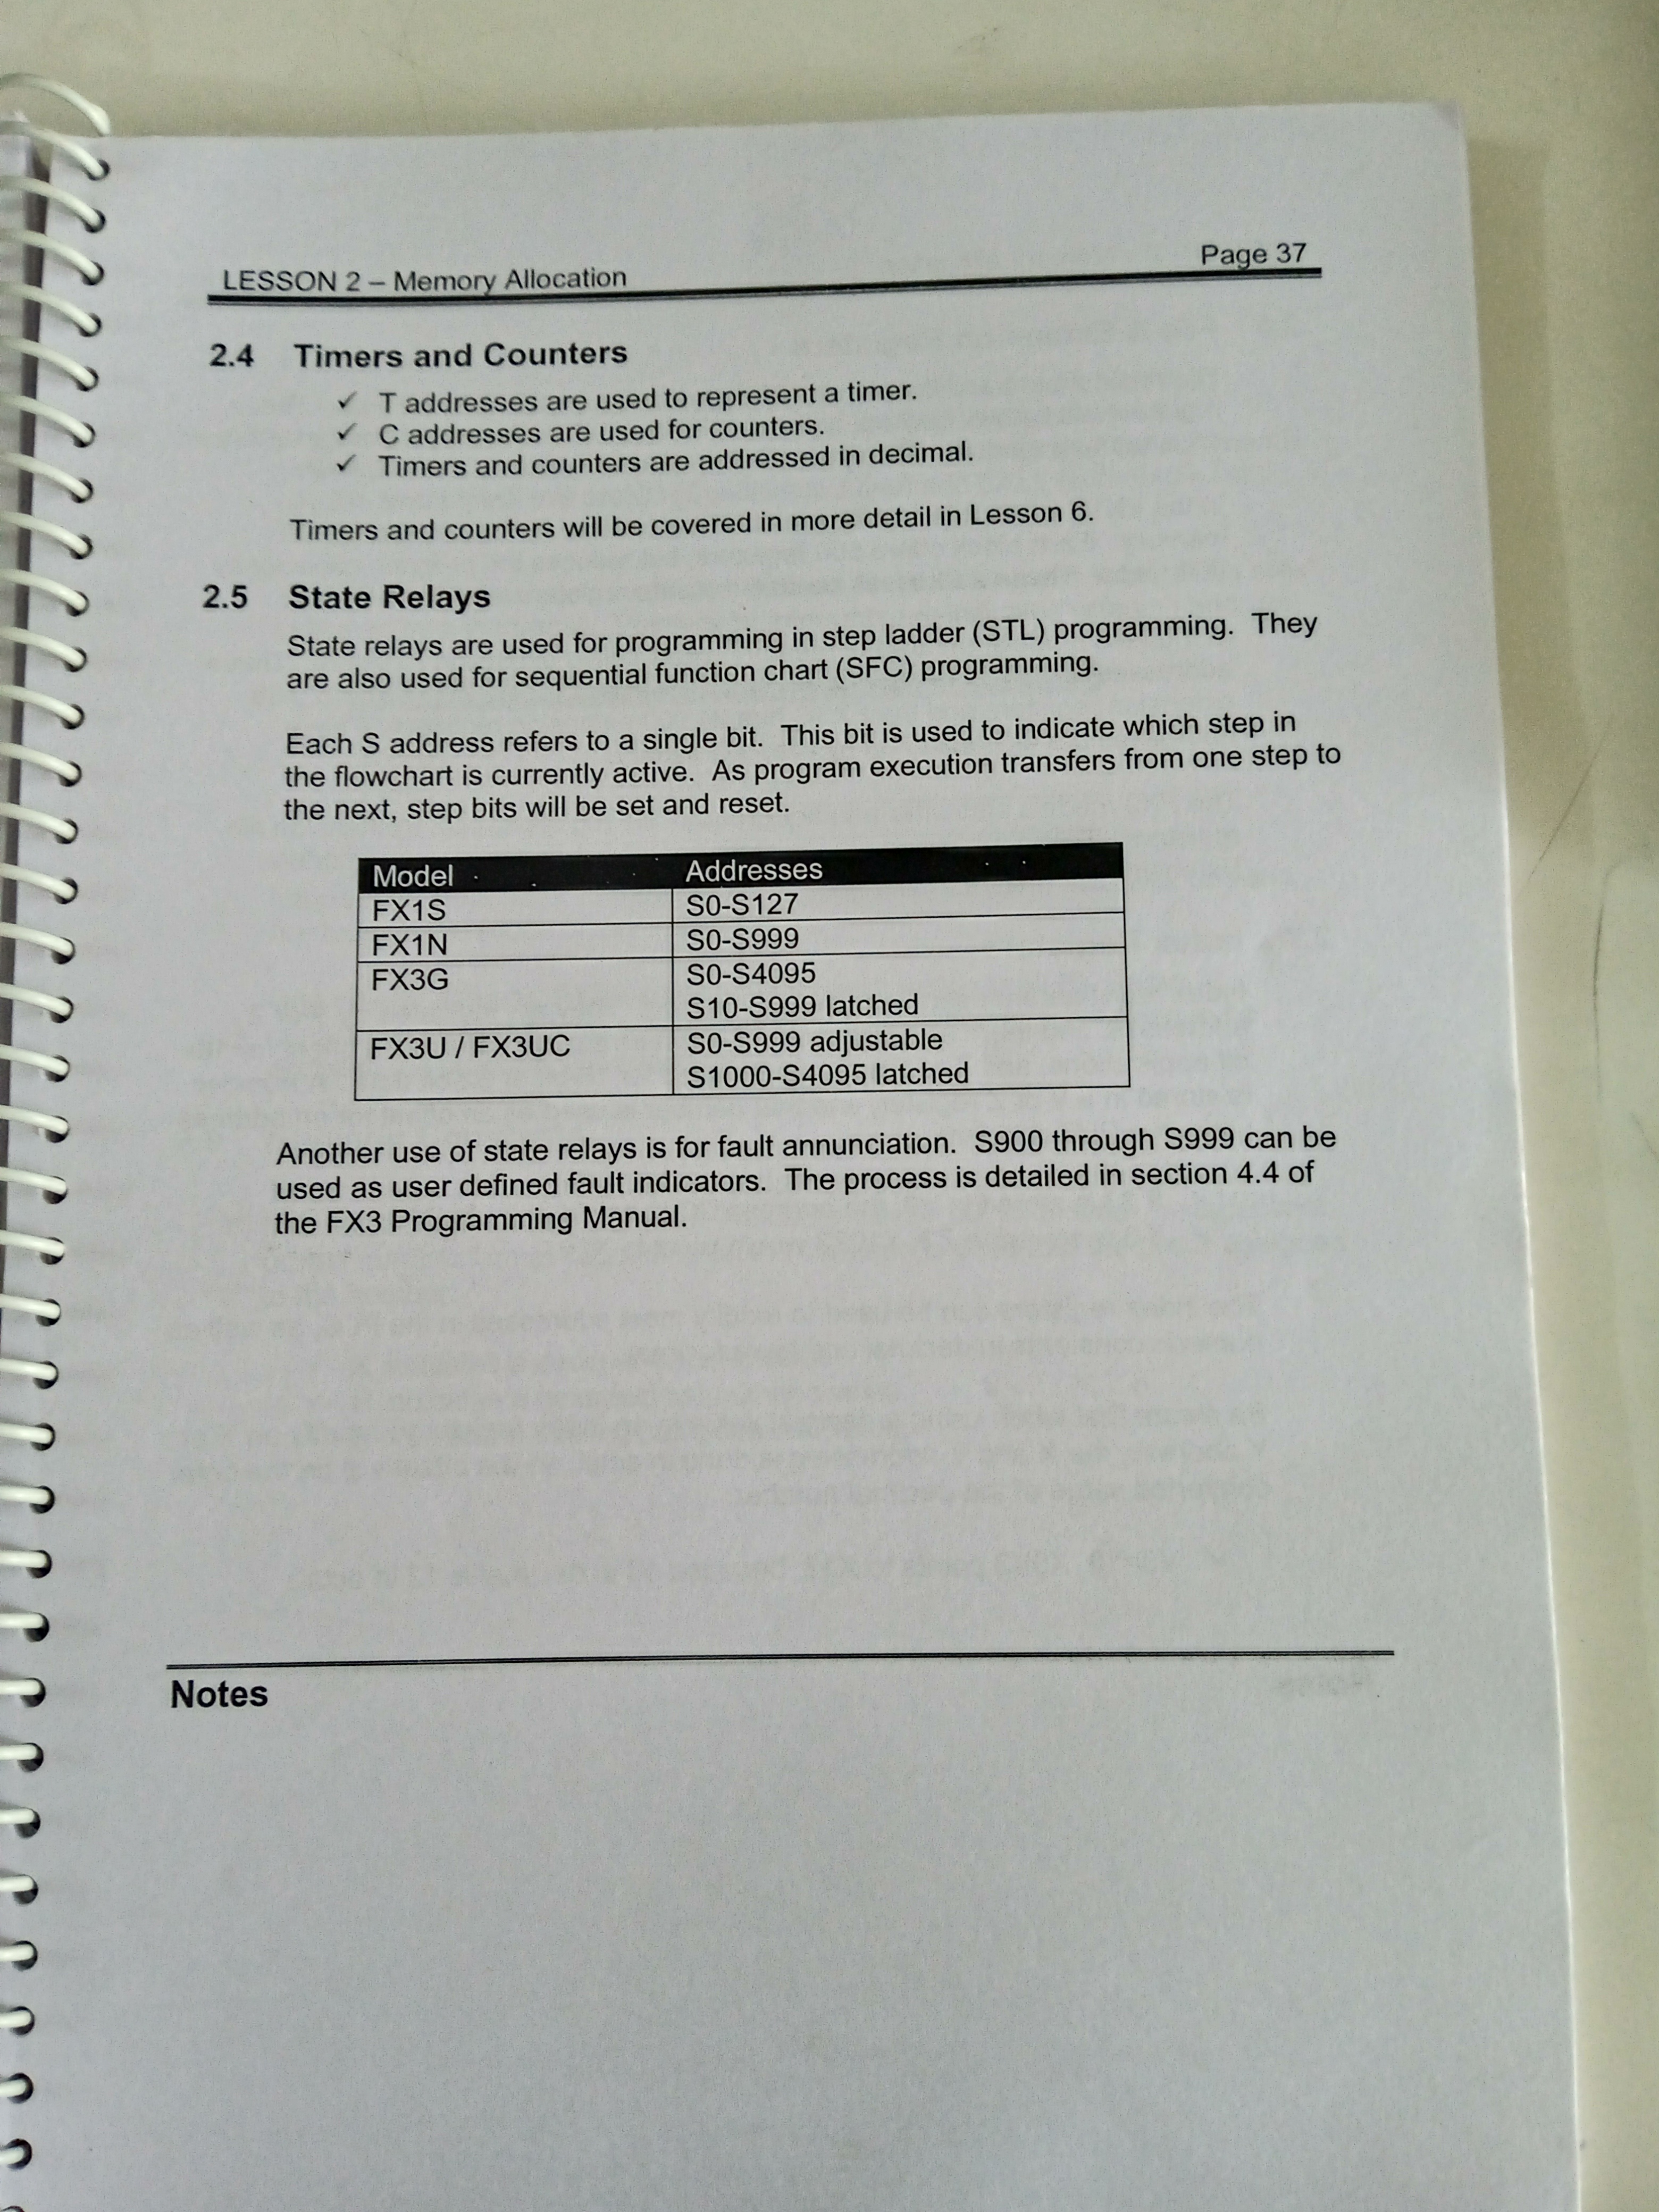 LESSON 2 – Memory Allocation Page 37
2.4 Timers and Counters
✓ T addresses are used to represent a timer.
✓ C addresses are used for counters.
✓ Timers and counters are addressed in decimal.
Timers and counters will be covered in more detail in Lesson 6.
2.5 State Relays
State relays are used for programming in step ladder (STL) programming. They
are also used for sequential function chart (SFC) programming.
Each S address refers to a single bit. This bit is used to indicate which step in
the flowchart is currently active. As program execution transfers from one step to
the next, step bits will be set and reset.
Model Addresses
FX1S S0-S127
FX1N S0-S999
FX3G S0-S4095
S10-S999 latched
FX3U / FX3UC S0-S999 adjustable
S1000-S4095 latched
Another use of state relays is for fault annunciation. S900 through S999 can be
used as user defined fault indicators. The process is detailed in section 4.4 of
the FX3 Programming Manual.
Notes